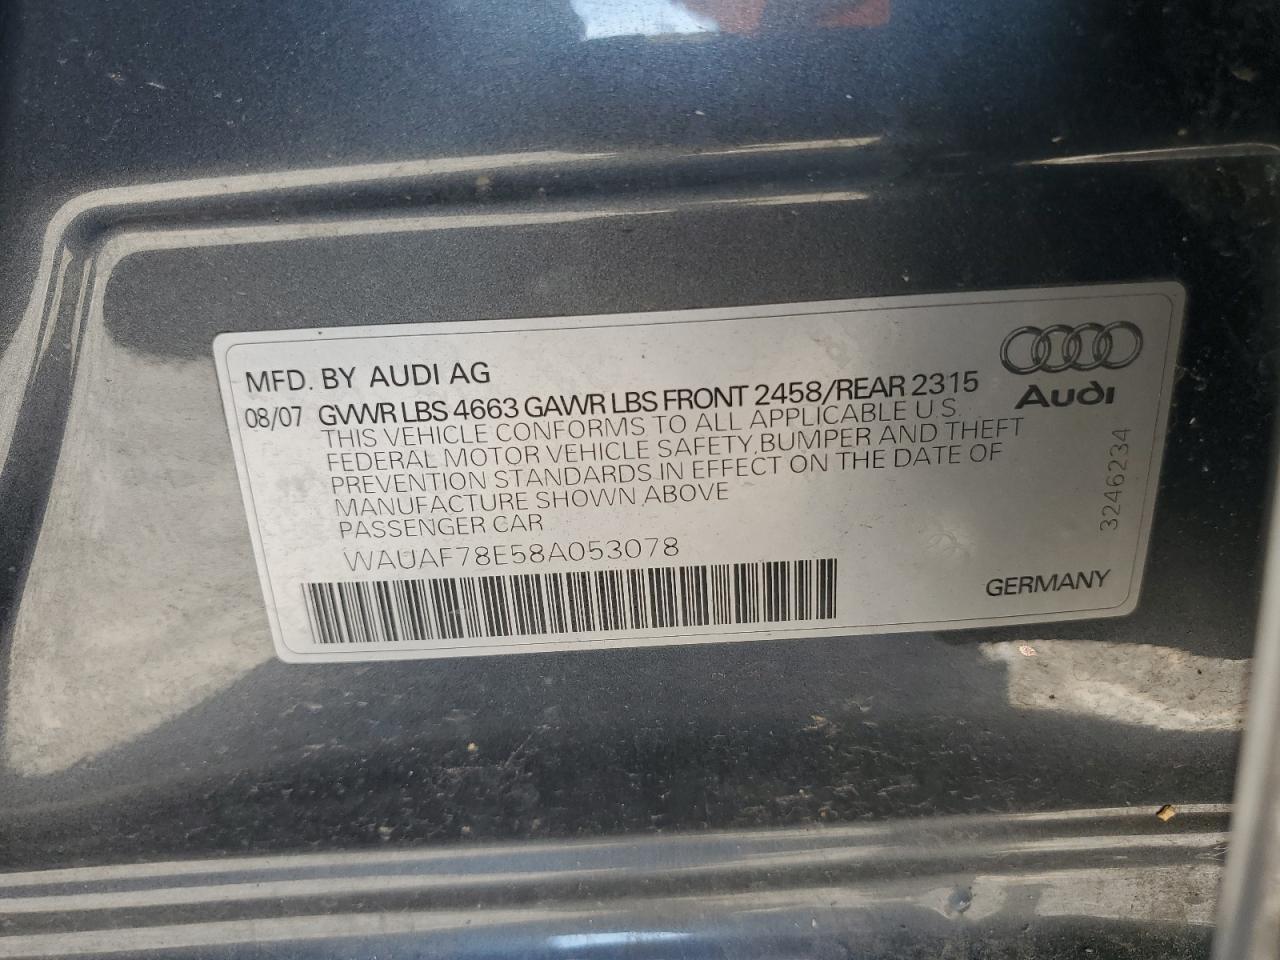 MFD. BY AUDI AG
08/07 GVWR LBS 4663 GAWR LBS FRONT 2458/REAR 2315
THIS VEHICLE CONFORMS TO ALL APPLICABLE U.S.
FEDERAL MOTOR VEHICLE SAFETY, BUMPER AND THEFT
PREVENTION STANDARDS IN EFFECT ON THE DATE OF
MANUFACTURE SHOWN ABOVE
PASSENGER CAR
WAUAF78E58A053078
Audi
3246234
GERMANY